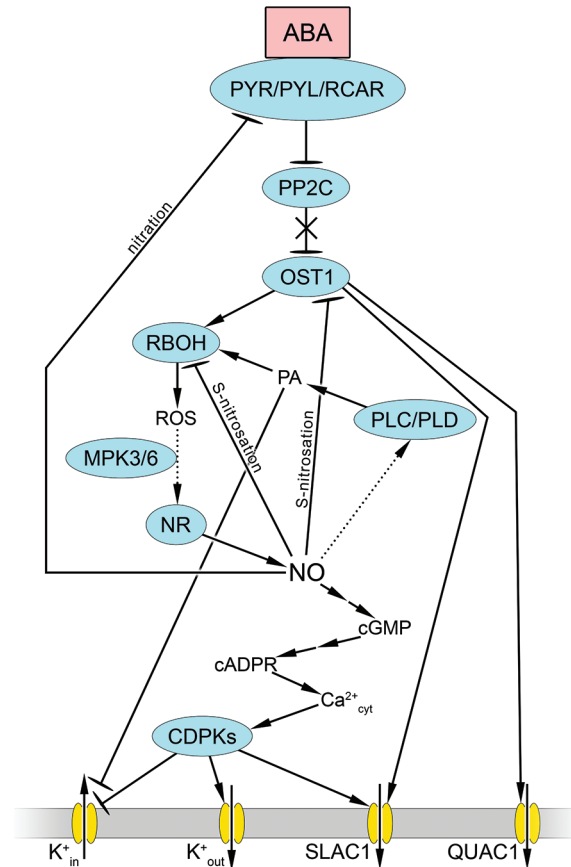 ABA
PYR/PYL/RCAR
PP2C
nitration
OST1
RBOH
PA
S-nitrosation
S-nitrosation
ROS
PLC/PLD
MPK3/6
NR
NO
cGMP
cADPR
Ca²⁺cyt
CDPKs
K⁺in
K⁺out
SLAC1
QUAC1